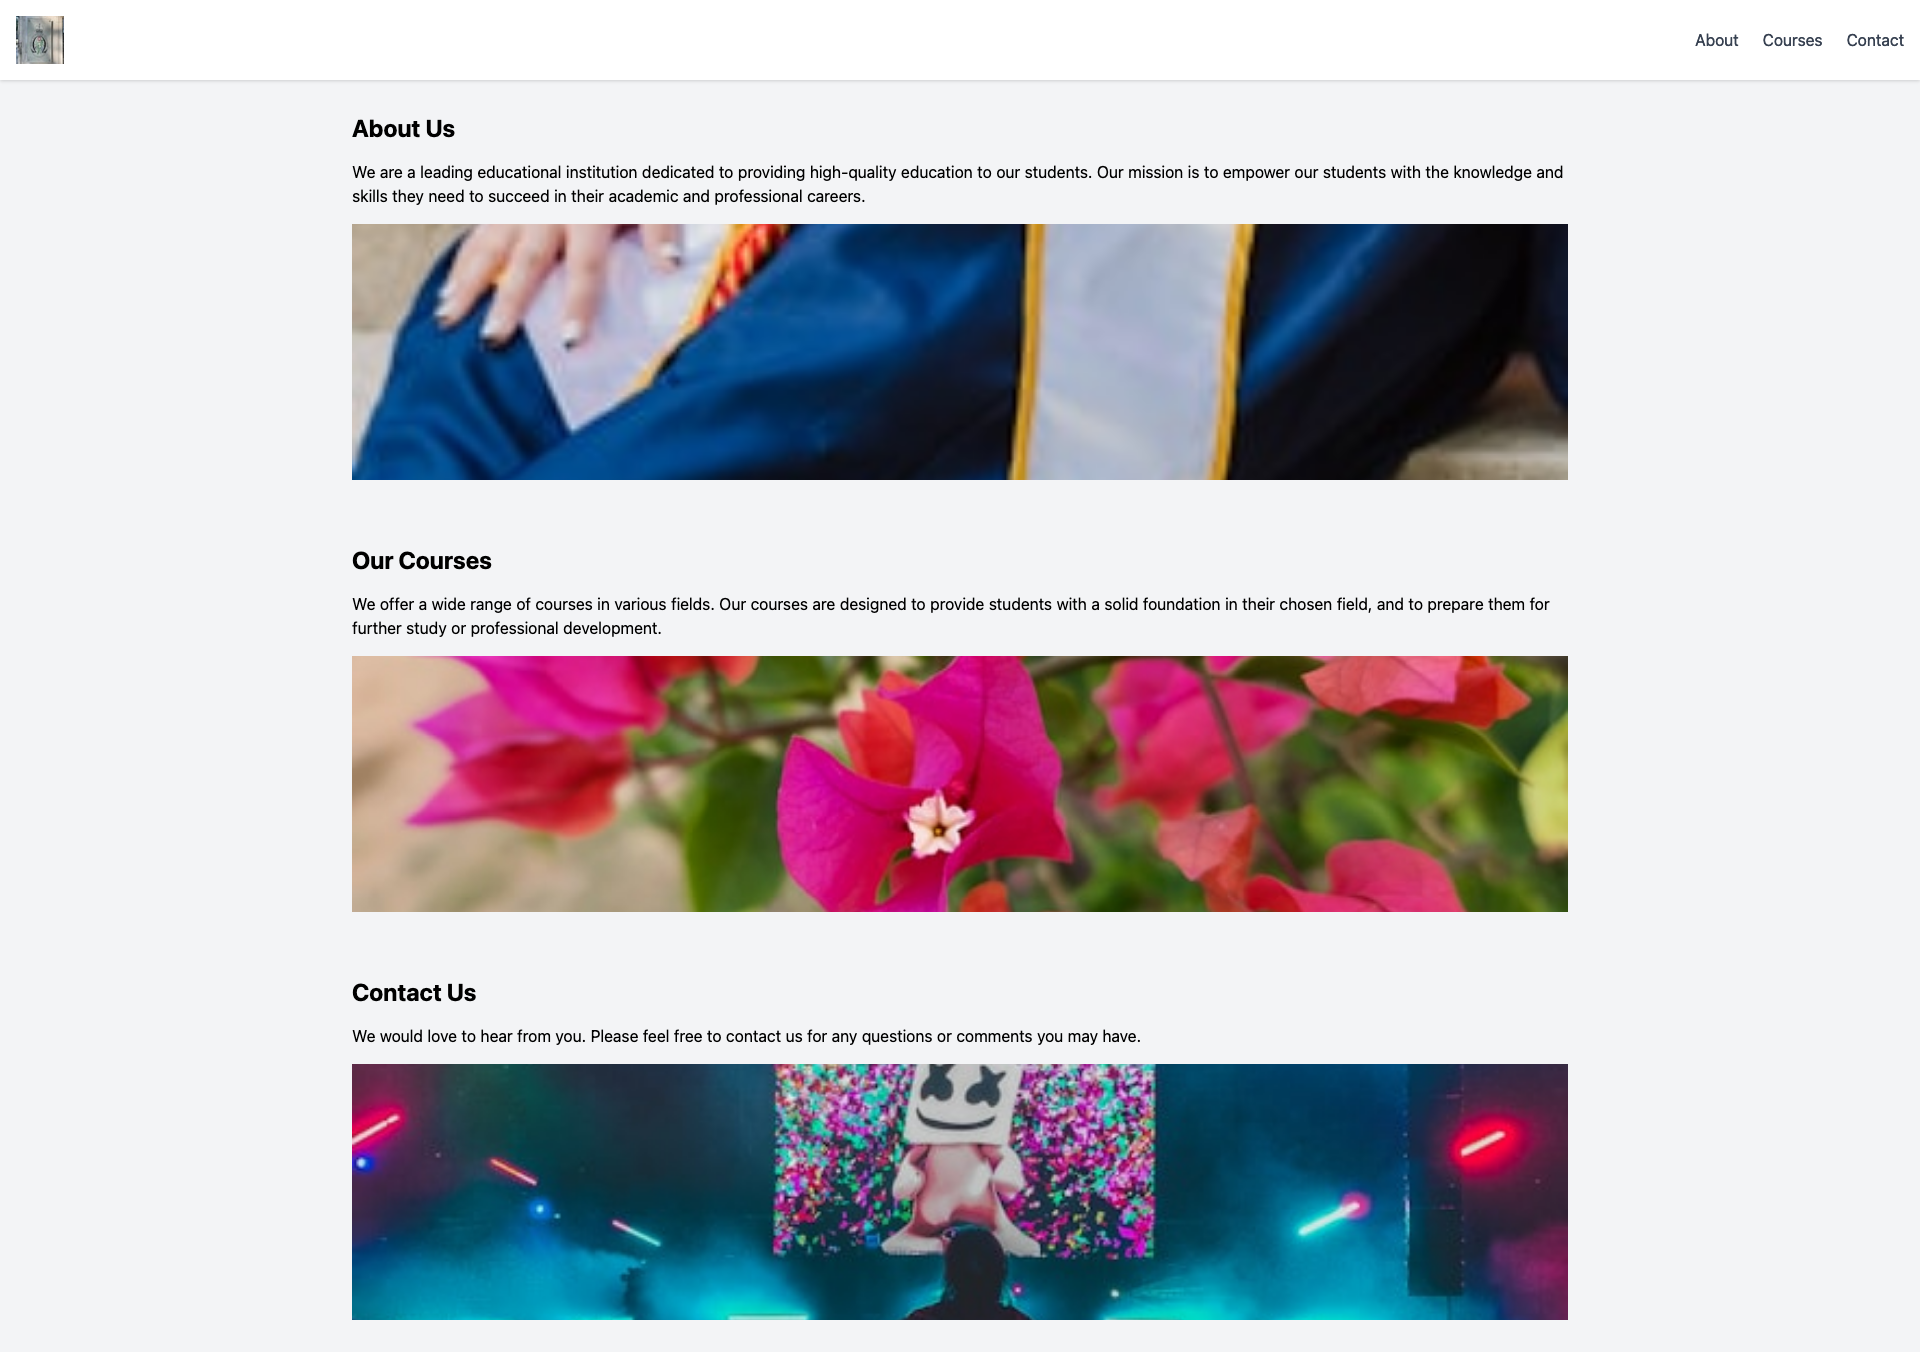 About Courses Contact
About Us
We are a leading educational institution dedicated to providing high-quality education to our students. Our mission is to empower our students with the knowledge and
skills they need to succeed in their academic and professional careers.
Our Courses
We offer a wide range of courses in various fields. Our courses are designed to provide students with a solid foundation in their chosen field, and to prepare them for
further study or professional development.
Contact Us
We would love to hear from you. Please feel free to contact us for any questions or comments you may have.